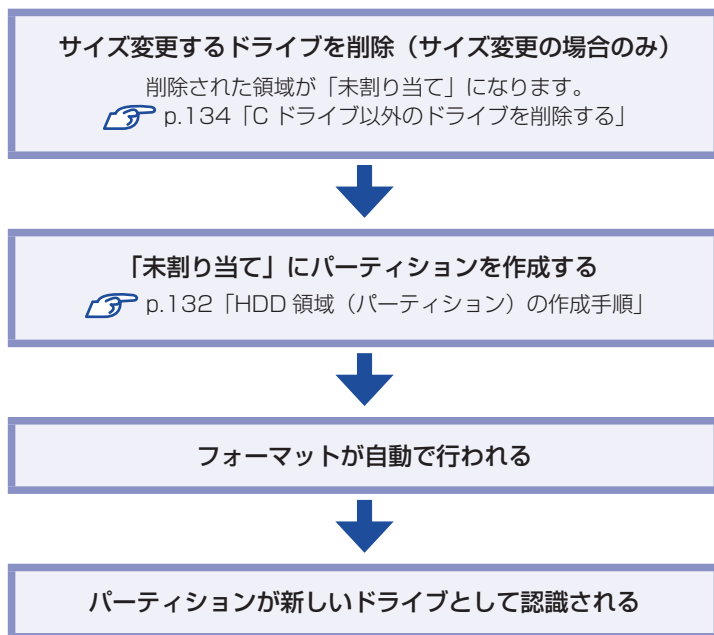 サイズ変更するドライブを削除（サイズ変更の場合のみ）
削除された領域が「未割り当て」になります。
p.134「C ドライブ以外のドライブを削除する」
「未割り当て」にパーティションを作成する
p.132「HDD 領域（パーティション）の作成手順」
フォーマットが自動で行われる
パーティションが新しいドライブとして認識される